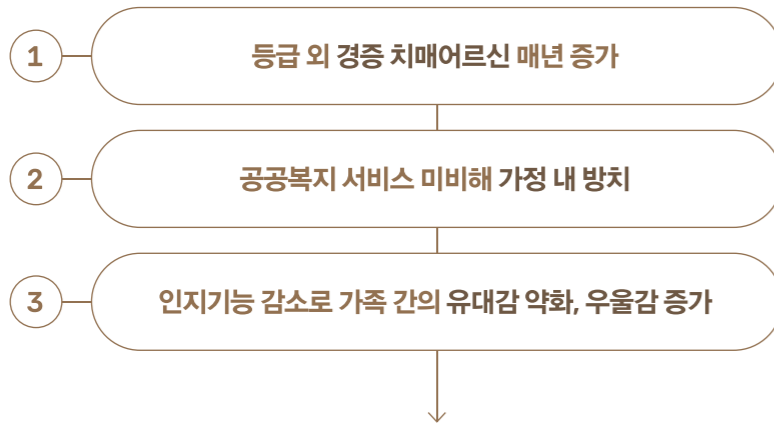 1
등급 외 경증 치매어르신 매년 증가
2
공공복지 서비스 미비해 가정 내 방치
3
인지기능 감소로 가족 간의 유대감 약화, 우울감 증가